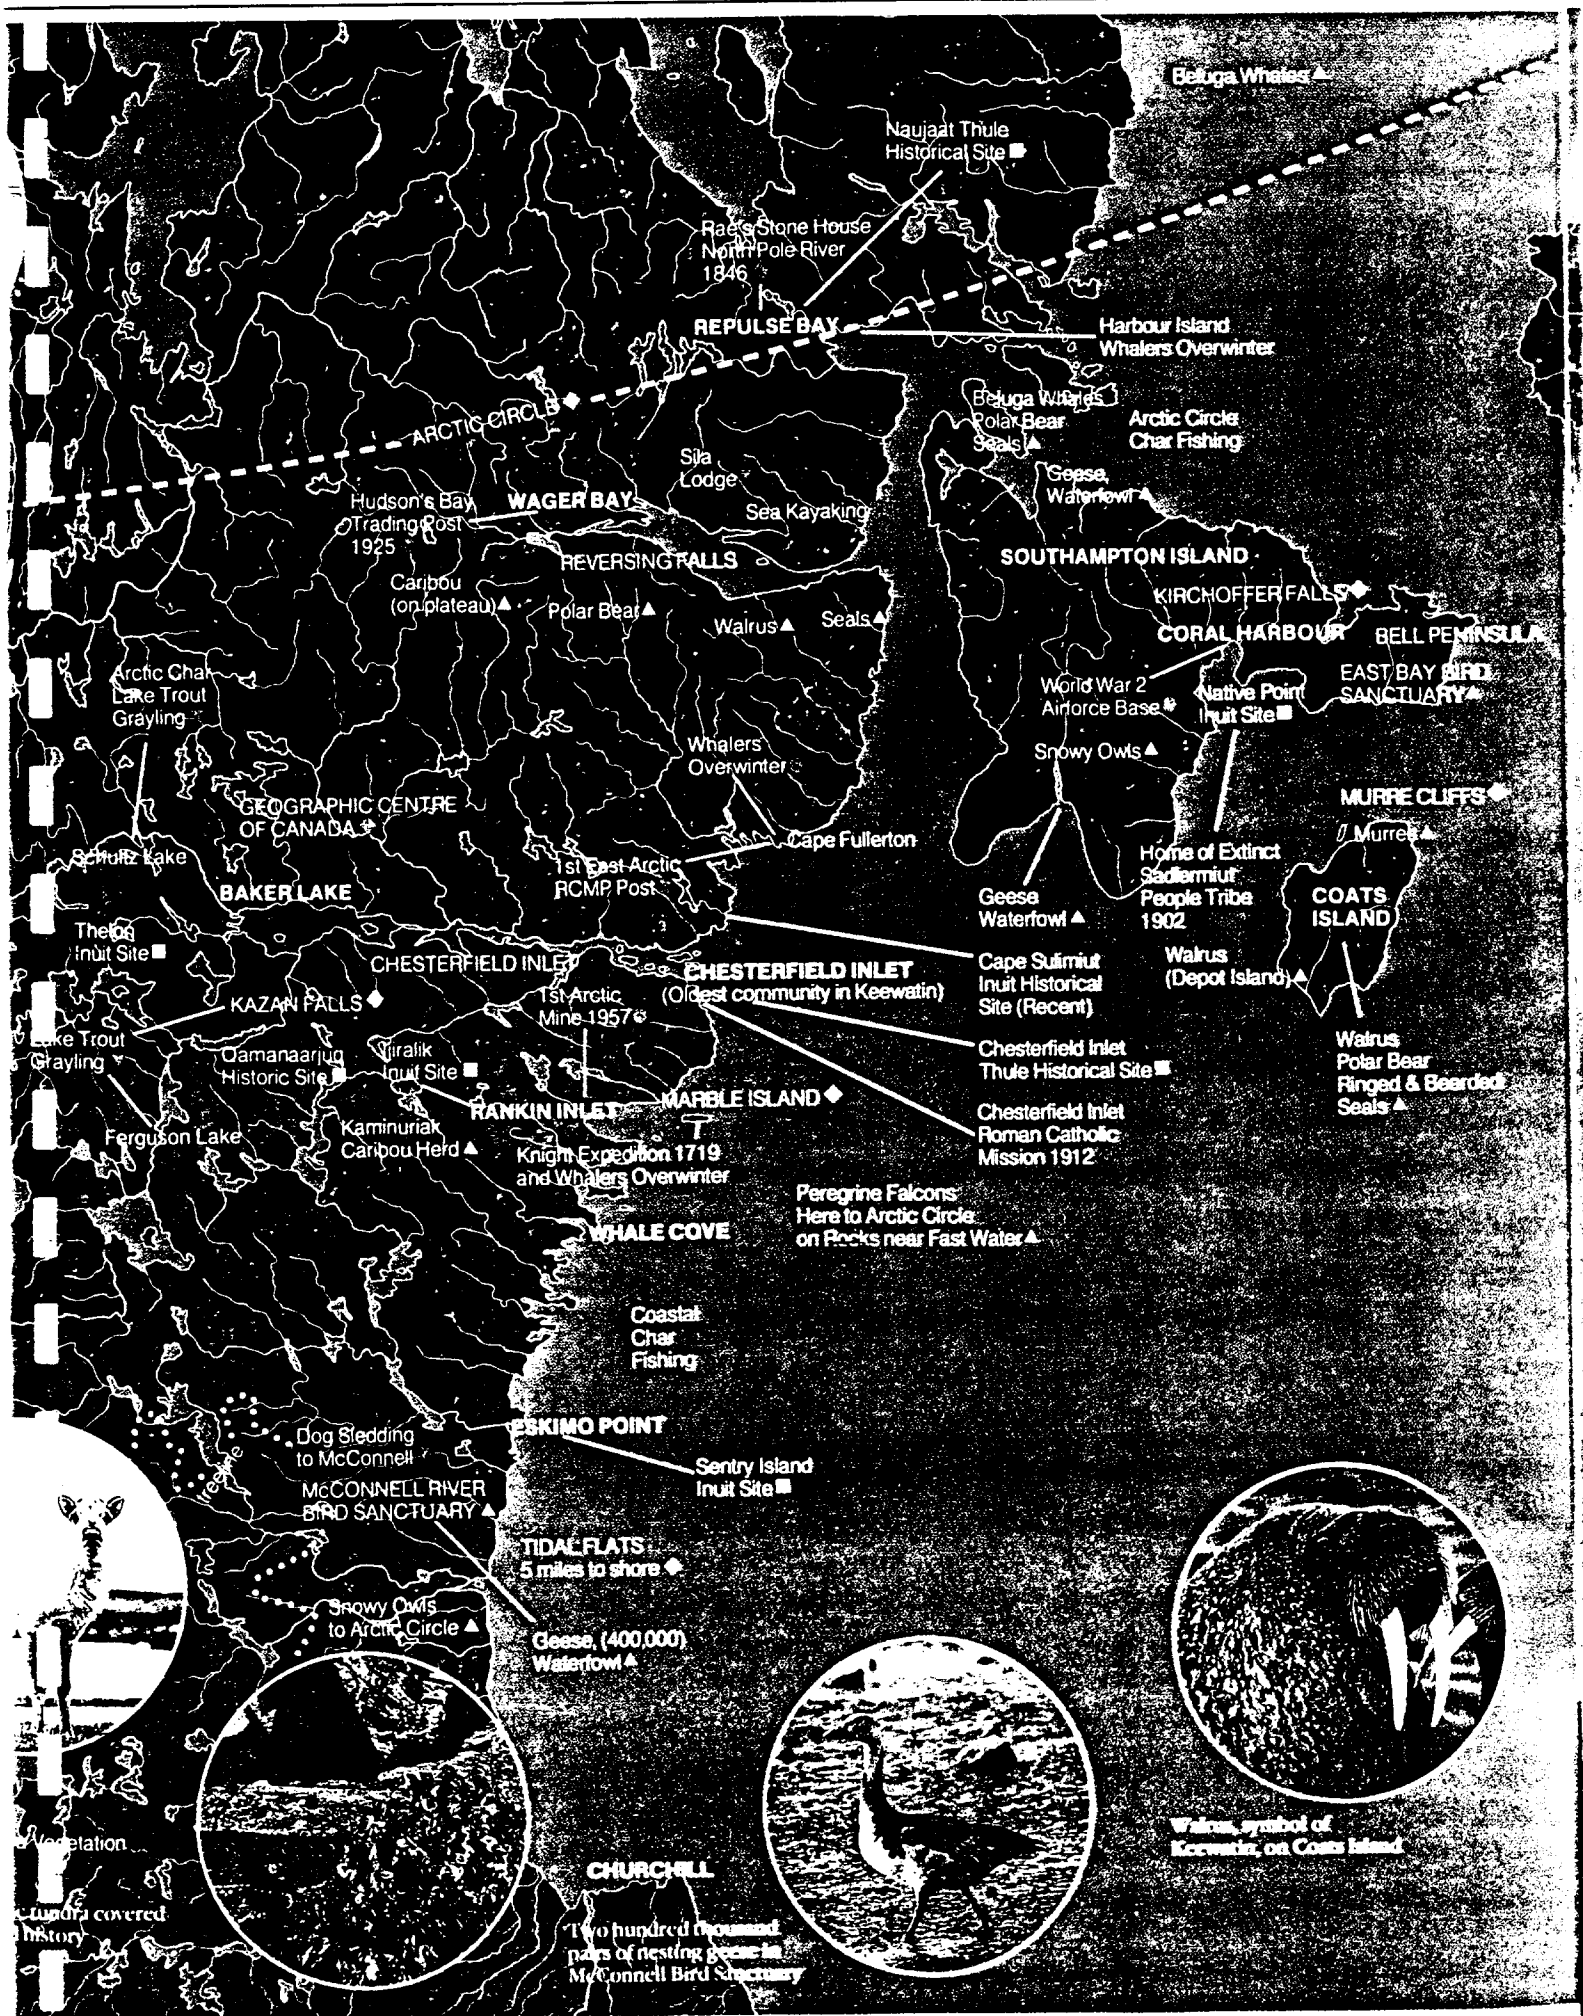 Beluga Whales
Naujaat Thule
Historical Site
Rae's Stone House
North Pole River
1846
REPULSE BAY
Harbour Island
Whalers Overwinter
ARCTIC CIRCLE
Beluga Whales
Polar Bear
Seals
Arctic Circle
Char Fishing
Sila
Lodge
Geese,
Waterfowl
Hudson's Bay
Trading Post
1925
WAGER BAY
Sea Kayaking
REVERSING FALLS
SOUTHAMPTON ISLAND
Caribou
(on plateau)
Polar Bear
Walrus
Seals
KIRCHOFFER FALLS
CORAL HARBOUR
BELL PENINSULA
Arctic Char
Lake Trout
Grayling
World War 2
Airforce Base
Native Point
Inuit Site
EAST BAY BIRD
SANCTUARY
Whalers
Overwinter
Snowy Owls
MURRE CLIFFS
Murres
GEOGRAPHIC CENTRE
OF CANADA
Schultz Lake
Cape Fullerton
1st East Arctic
RCMP Post
BAKER LAKE
Home of Extinct
Sadlermiut
People Tribe
1902
Geese
Waterfowl
COATS
ISLAND
Thelon
Inuit Site
CHESTERFIELD INLET
CHESTERFIELD INLET
(Oldest community in Keewatin)
Cape Sulimiut
Inuit Historical
Site (Recent)
Walrus
(Depot Island)
KAZAN FALLS
1st Arctic
Mine 1957
Lake Trout
Grayling
Qamanaarjuq
Historic Site
Ijiralik
Inuit Site
Chesterfield Inlet
Thule Historical Site
Walrus
Polar Bear
Ringed & Bearded
Seals
RANKIN INLET
MARBLE ISLAND
Chesterfield Inlet
Roman Catholic
Mission 1912
Ferguson Lake
Kaminuriak
Caribou Herd
Knight Expedition 1719
and Whalers Overwinter
Peregrine Falcons
Here to Arctic Circle
on Rocks near Fast Water
WHALE COVE
Coastal
Char
Fishing
ESKIMO POINT
Dog Sledding
to McConnell
Treeline
Sentry Island
Inuit Site
McCONNELL RIVER
BIRD SANCTUARY
TIDAL FLATS
5 miles to shore
Snowy Owls
to Arctic Circle
Geese, (400,000)
Waterfowl
Walrus, symbol of
Keewatin, on Coats Island
Vegetation
CHURCHILL
tundra covered
history
Two hundred thousand
pairs of nesting geese in
McConnell Bird Sanctuary